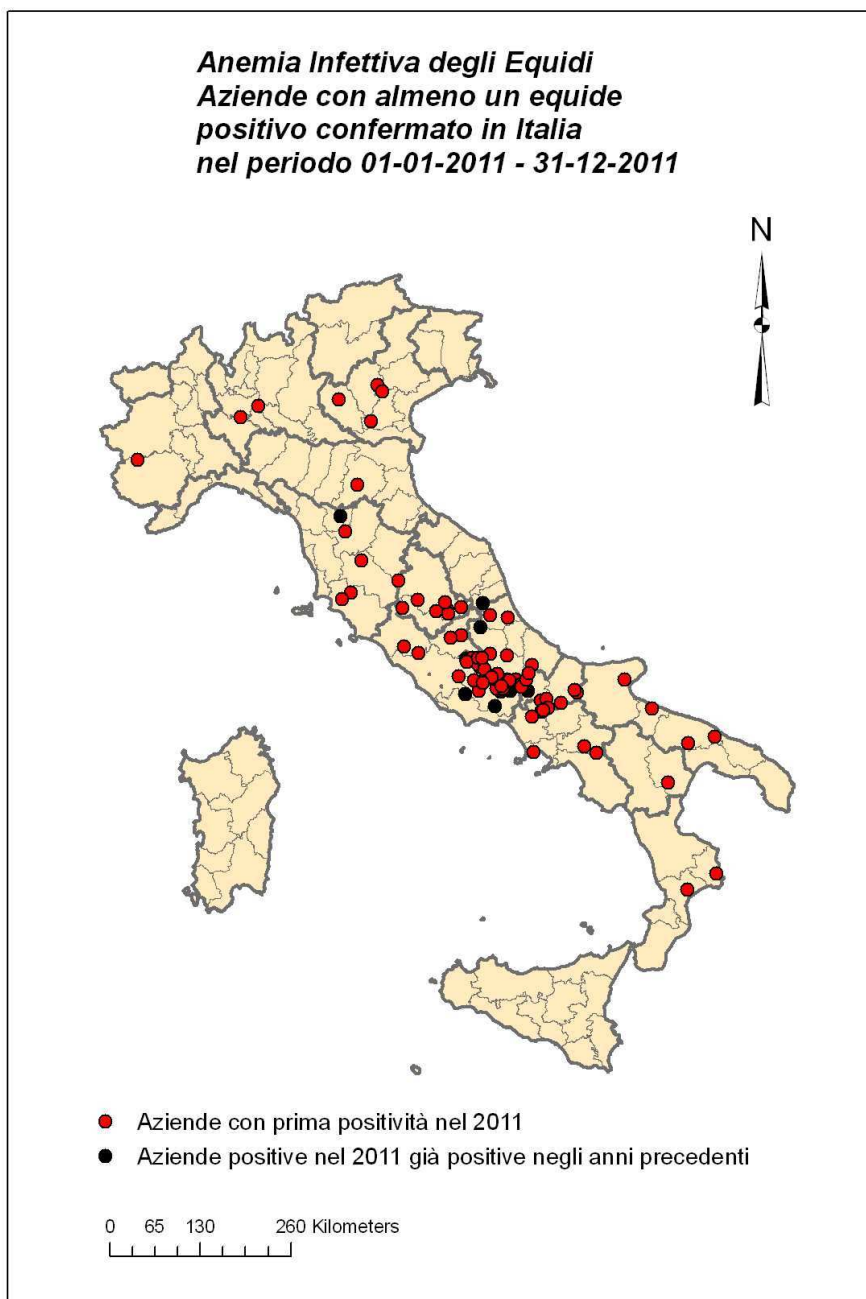 Anemia Infettiva degli Equidi
Aziende con almeno un equide
positivo confermato in Italia
nel periodo 01-01-2011 - 31-12-2011
N
Aziende con prima positività nel 2011
Aziende positive nel 2011 già positive negli anni precedenti
0 65 130 260 Kilometers